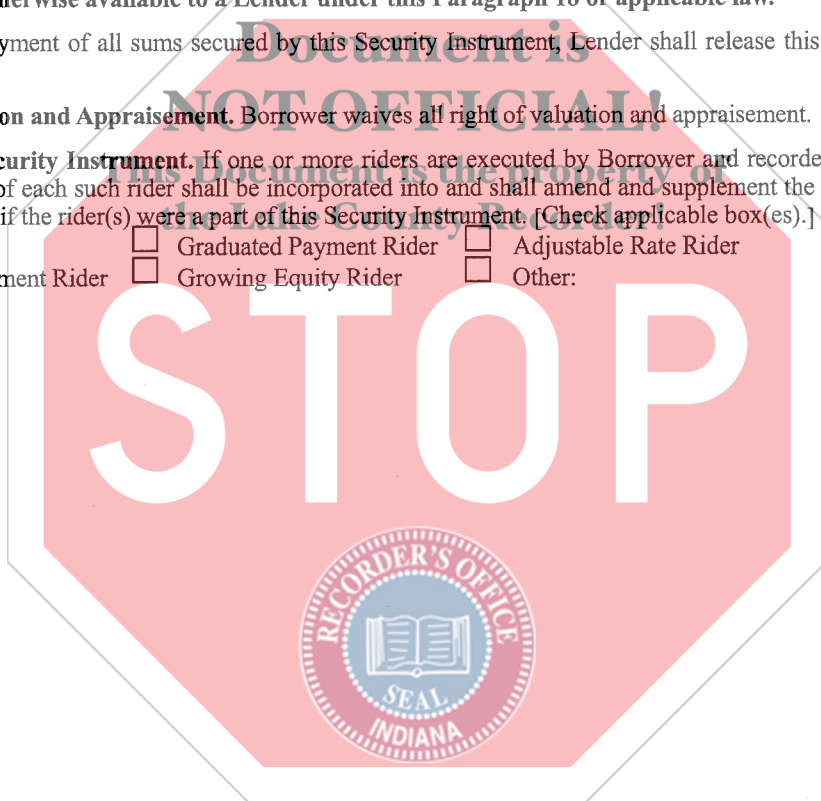 erwise available to a Lender under this Paragraph 18 or applicable law.
Document is
yment of all sums secured by this Security Instrument, Lender shall release this
NOT OFFICIAL!
on and Appraisement. Borrower waives all right of valuation and appraisement.
curity Instrument. If one or more riders are executed by Borrower and recorde
This Document is the property of
of each such rider shall be incorporated into and shall amend and supplement the
if the rider(s) were a part of this Security Instrument. [Check applicable box(es).]
the Lake County Recorder!
☐ Graduated Payment Rider ☐ Adjustable Rate Rider
ment Rider ☐ Growing Equity Rider ☐ Other:
STOP
RECORDER'S OFFICE
SEAL
INDIANA